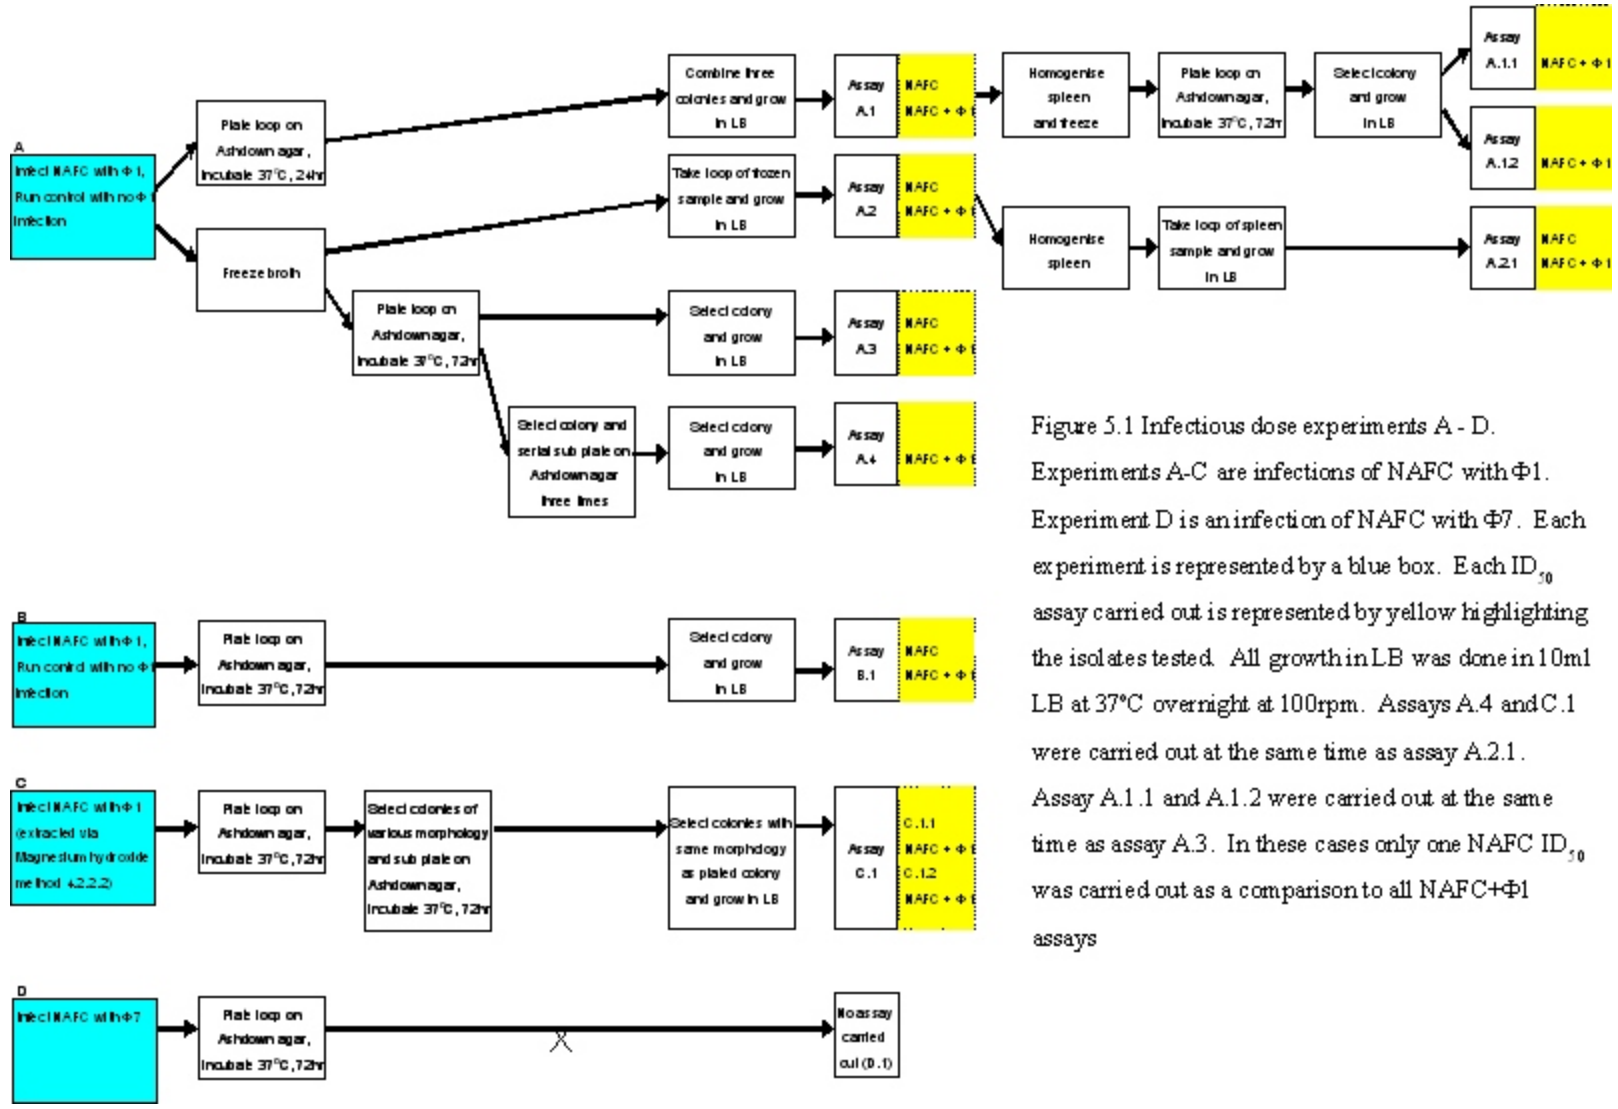 A
Infect NAFC with Φ1,
Run control with no Φ1
infection
Plate loop on
Ashdown agar,
Incubate 37°C, 24hr
Freeze broth
Plate loop on
Ashdown agar,
Incubate 37°C, 72hr
Select colony and
serial sub plate on
Ashdown agar
three times
Combine three
colonies and grow
in LB
Take loop of frozen
sample and grow
in LB
Select colony
and grow
in LB
Select colony
and grow
in LB
Assay
A.1
NAFC
NAFC + Φ1
Assay
A.2
NAFC
NAFC + Φ1
Assay
A.3
NAFC
NAFC + Φ1
Assay
A.4
NAFC + Φ1
Homogenise
spleen
and freeze
Plate loop on
Ashdown agar,
Incubate 37°C, 72hr
Select colony
and grow
in LB
Assay
A.1.1
NAFC + Φ1
Assay
A.1.2
NAFC + Φ1
Homogenise
spleen
Take loop of spleen
sample and grow
in LB
Assay
A.2.1
NAFC
NAFC + Φ1
B
Infect NAFC with Φ1,
Run control with no Φ1
infection
Plate loop on
Ashdown agar,
Incubate 37°C, 72hr
Select colony
and grow
in LB
Assay
B.1
NAFC
NAFC + Φ1
C
Infect NAFC with Φ1
(extracted via
Magnesium hydroxide
method 4.2.2.2)
Plate loop on
Ashdown agar,
Incubate 37°C, 72hr
Select colonies of
various morphology
and sub plate on
Ashdown agar,
Incubate 37°C, 72hr
Select colonies with
same morphology
as plated colony
and grow in LB
Assay
C.1
C.1.1
NAFC + Φ1
C.1.2
NAFC + Φ1
D
Infect NAFC with Φ7
Plate loop on
Ashdown agar,
Incubate 37°C, 72hr
X
No assay
carried
out (D.1)
Figure 5.1 Infectious dose experiments A - D.
Experiments A-C are infections of NAFC with Φ1.
Experiment D is an infection of NAFC with Φ7. Each
experiment is represented by a blue box. Each ID50
assay carried out is represented by yellow highlighting
the isolates tested. All growth in LB was done in 10ml
LB at 37°C overnight at 100rpm. Assays A.4 and C.1
were carried out at the same time as assay A.2.1.
Assay A.1.1 and A.1.2 were carried out at the same
time as assay A.3. In these cases only one NAFC ID50
was carried out as a comparison to all NAFC+Φ1
assays